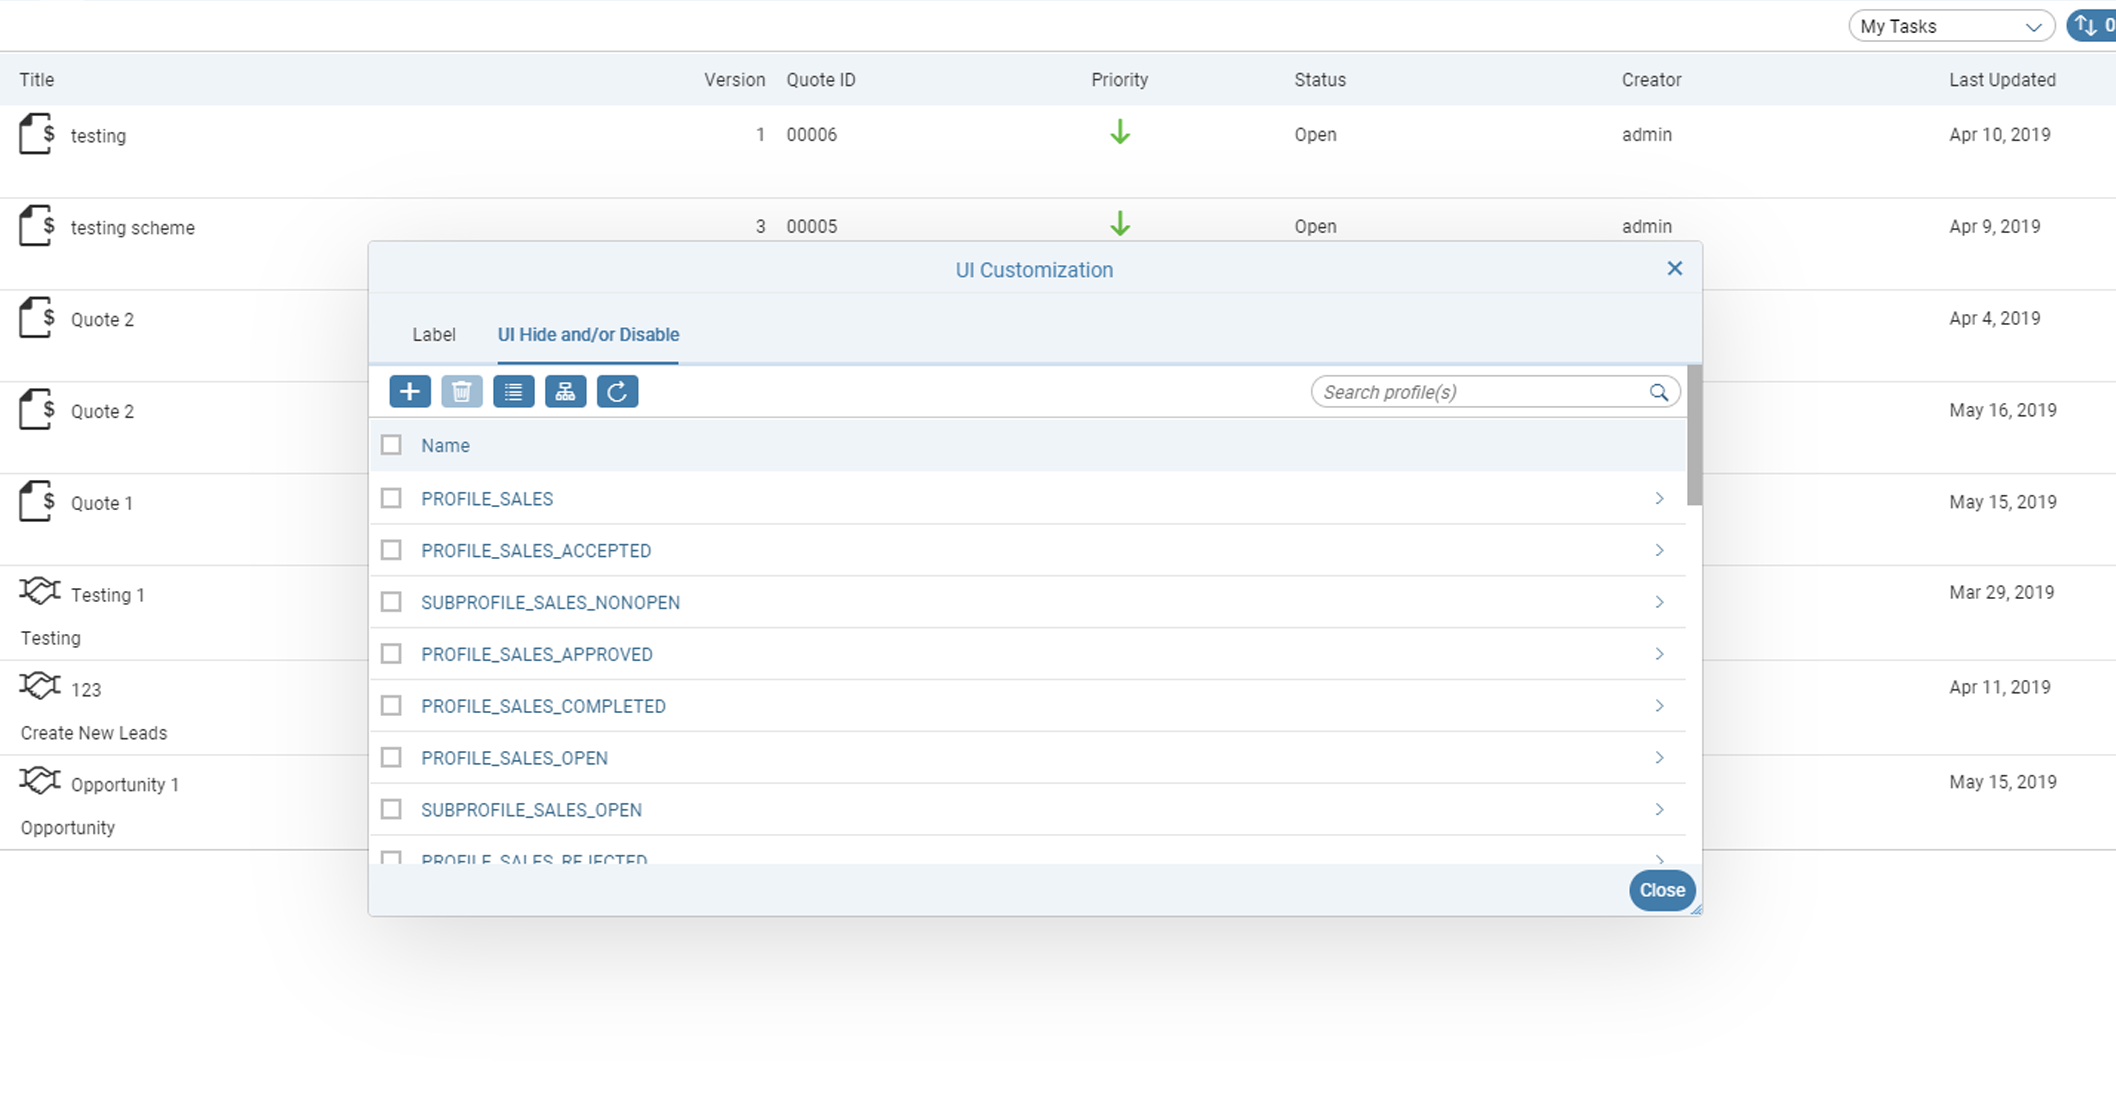 My Tasks
0
Title Version Quote ID Priority Status Creator Last Updated
testing 1 00006 Open admin Apr 10, 2019
testing scheme 3 00005 Open admin Apr 9, 2019
Quote 2 Apr 4, 2019
Quote 2 May 16, 2019
Quote 1 May 15, 2019
Testing 1 Mar 29, 2019
Testing
123 Apr 11, 2019
Create New Leads
Opportunity 1 May 15, 2019
Opportunity
UI Customization
Label UI Hide and/or Disable
Search profile(s)
Name
PROFILE_SALES
PROFILE_SALES_ACCEPTED
SUBPROFILE_SALES_NONOPEN
PROFILE_SALES_APPROVED
PROFILE_SALES_COMPLETED
PROFILE_SALES_OPEN
SUBPROFILE_SALES_OPEN
PROFILE_SALES_REJECTED
Close